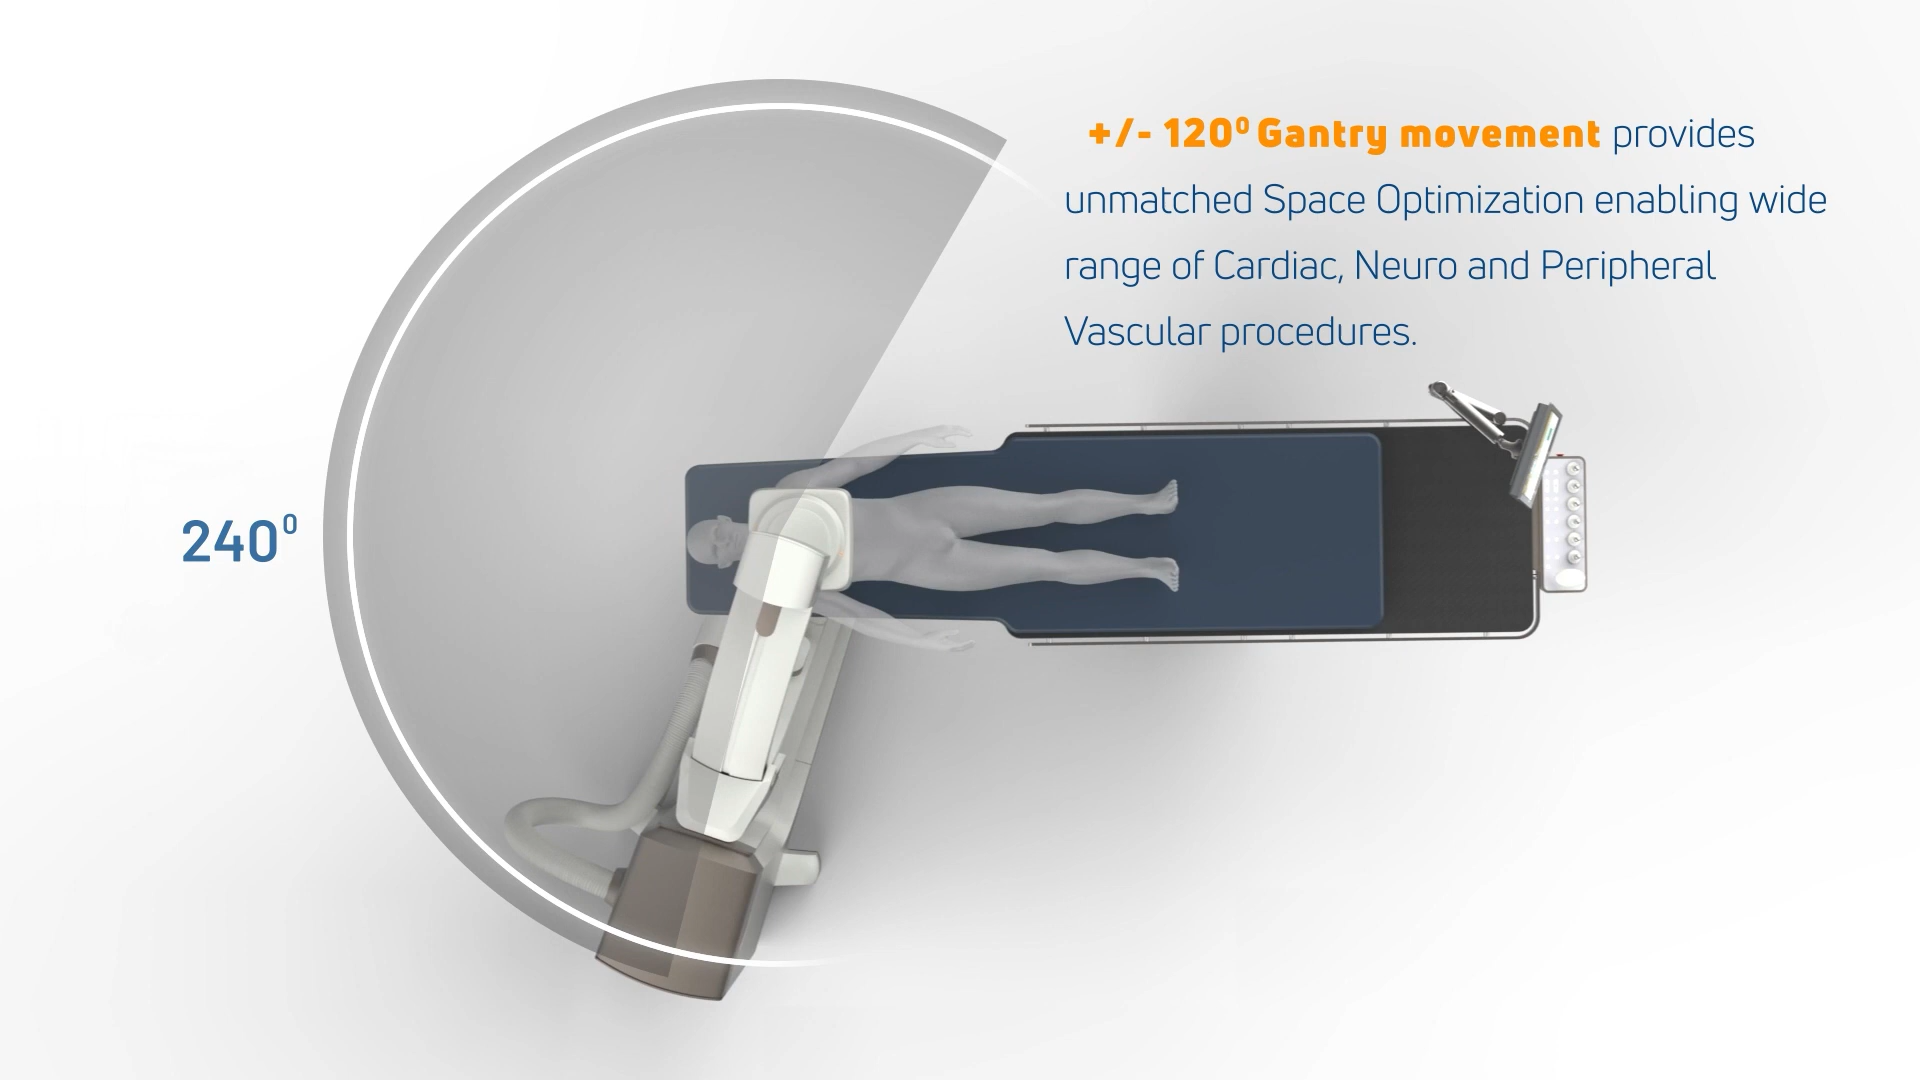 +/- 120⁰ Gantry movement provides
unmatched Space Optimization enabling wide
range of Cardiac, Neuro and Peripheral
Vascular procedures.
240⁰